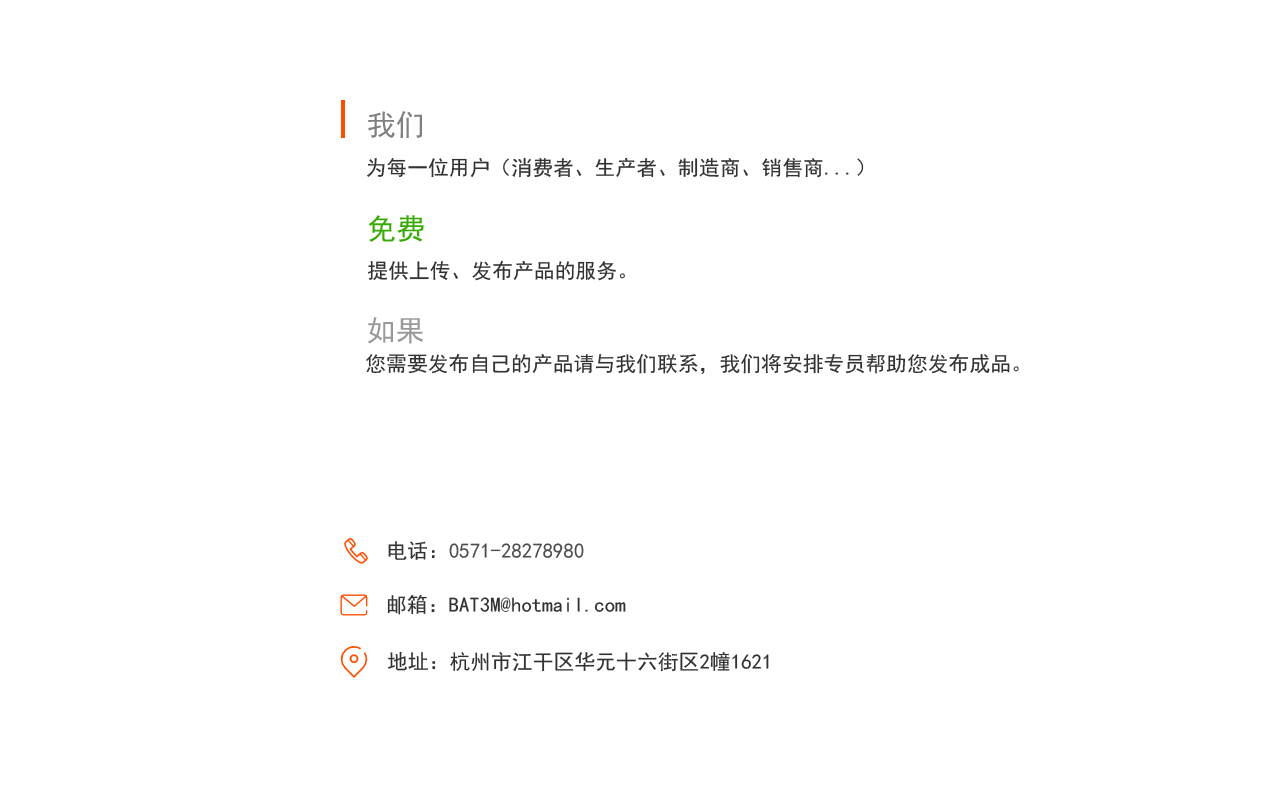 我们
为每一位用户（消费者、生产者、制造商、销售商...）
免费
提供上传、发布产品的服务。
如果
您需要发布自己的产品请与我们联系，我们将安排专员帮助您发布成品。
电话：0571-28278980
邮箱：BAT3M@hotmail.com
地址：杭州市江干区华元十六街区2幢1621